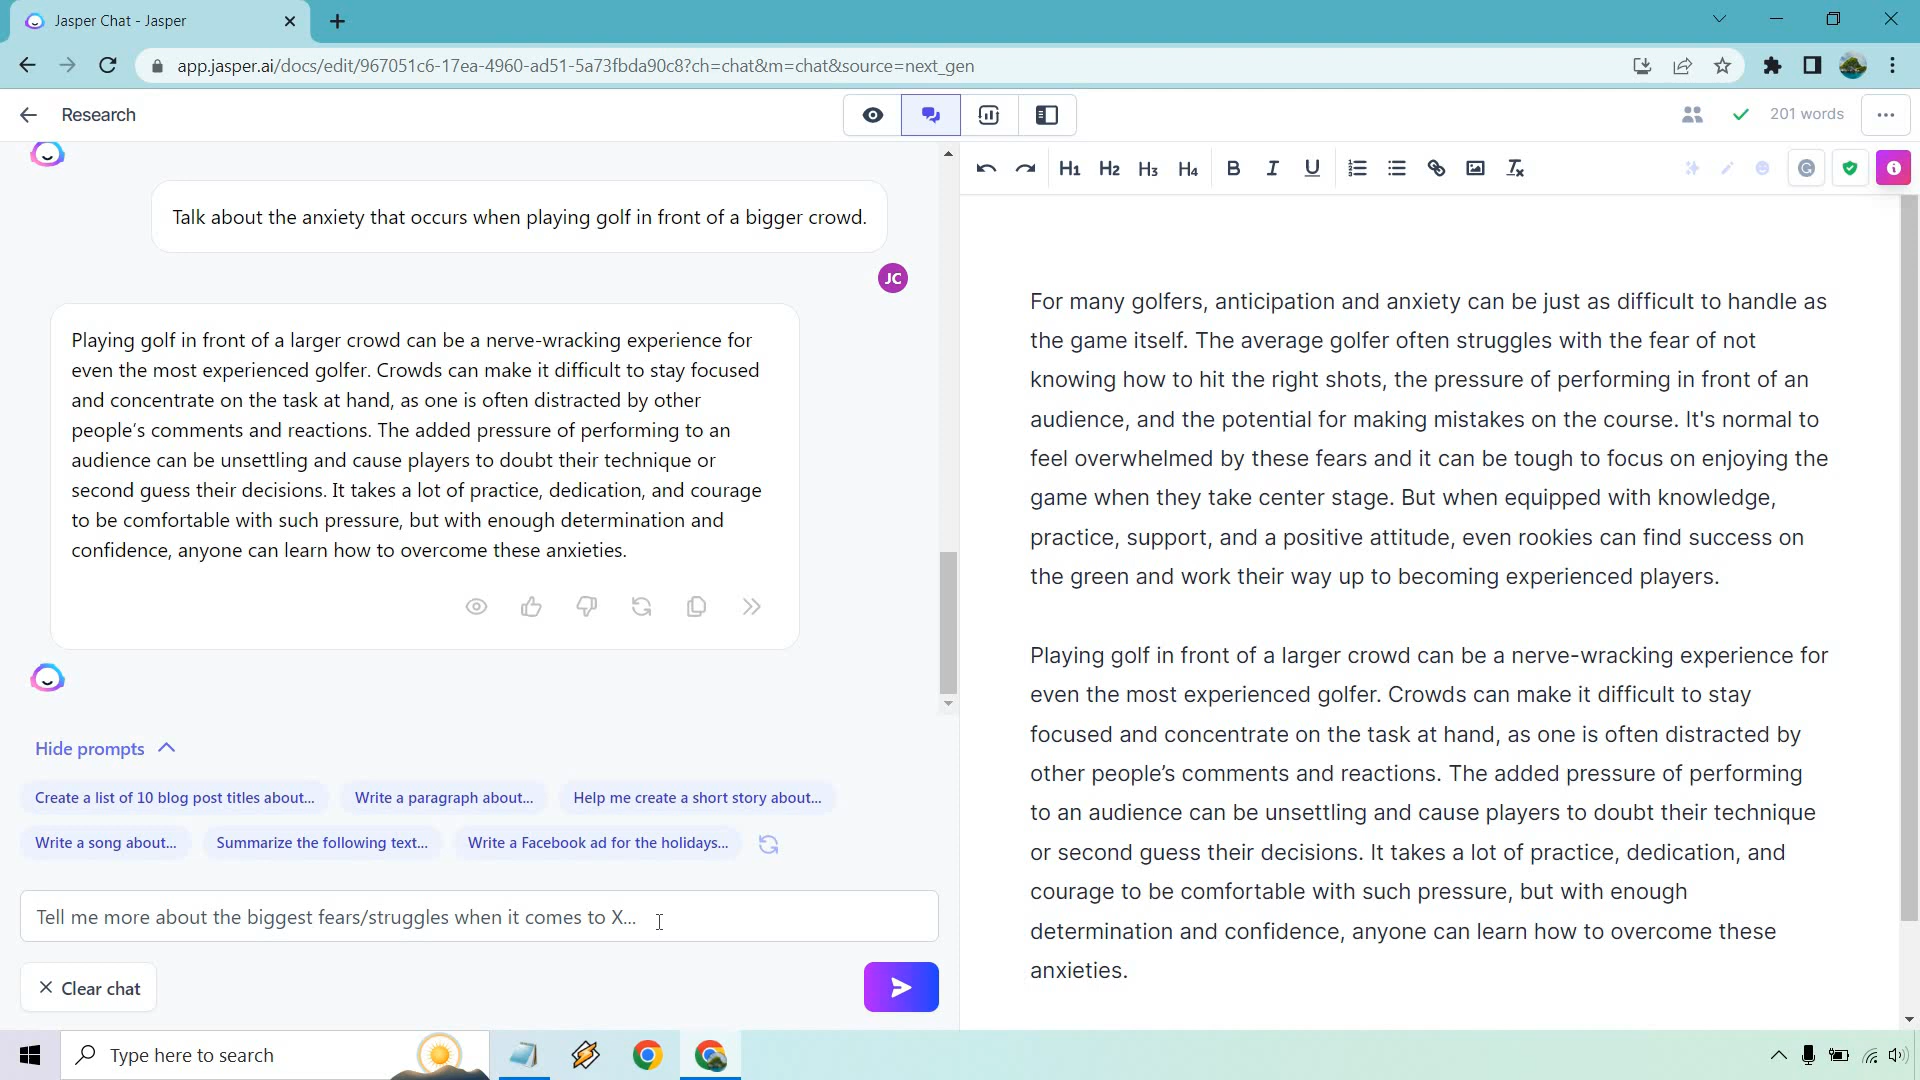 Jasper Chat - Jasper
app.jasper.ai/docs/edit/967051c6-17ea-4960-ad51-5a73fbda90c8?ch=chat&m=chat&source=next_gen
Research
201 words
Talk about the anxiety that occurs when playing golf in front of a bigger crowd.
JC
Playing golf in front of a larger crowd can be a nerve-wracking experience for
even the most experienced golfer. Crowds can make it difficult to stay focused
and concentrate on the task at hand, as one is often distracted by other
people's comments and reactions. The added pressure of performing to an
audience can be unsettling and cause players to doubt their technique or
second guess their decisions. It takes a lot of practice, dedication, and courage
to be comfortable with such pressure, but with enough determination and
confidence, anyone can learn how to overcome these anxieties.
Hide prompts
Create a list of 10 blog post titles about...
Write a paragraph about...
Help me create a short story about...
Write a song about...
Summarize the following text...
Write a Facebook ad for the holidays...
Tell me more about the biggest fears/struggles when it comes to X...
Clear chat
H1 H2 H3 H4 B I U
For many golfers, anticipation and anxiety can be just as difficult to handle as
the game itself. The average golfer often struggles with the fear of not
knowing how to hit the right shots, the pressure of performing in front of an
audience, and the potential for making mistakes on the course. It's normal to
feel overwhelmed by these fears and it can be tough to focus on enjoying the
game when they take center stage. But when equipped with knowledge,
practice, support, and a positive attitude, even rookies can find success on
the green and work their way up to becoming experienced players.
Playing golf in front of a larger crowd can be a nerve-wracking experience for
even the most experienced golfer. Crowds can make it difficult to stay
focused and concentrate on the task at hand, as one is often distracted by
other people's comments and reactions. The added pressure of performing
to an audience can be unsettling and cause players to doubt their technique
or second guess their decisions. It takes a lot of practice, dedication, and
courage to be comfortable with such pressure, but with enough
determination and confidence, anyone can learn how to overcome these
anxieties.
Type here to search